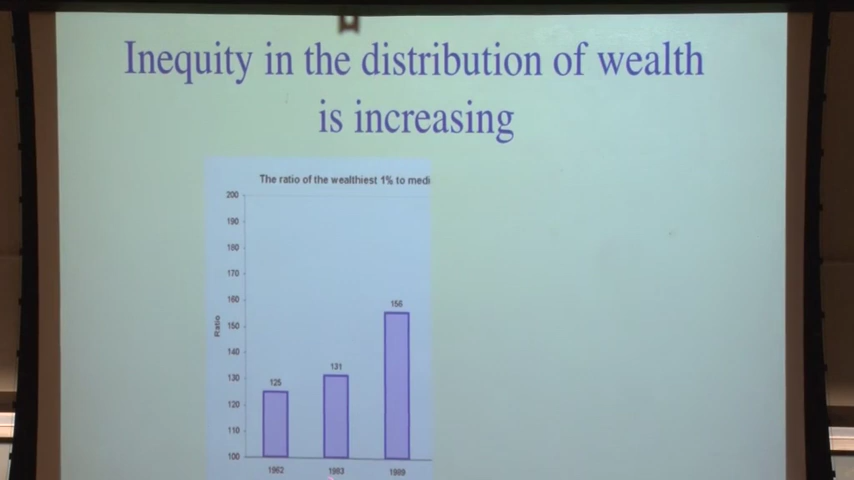 Inequity in the distribution of wealth
is increasing
The ratio of the wealthiest 1% to medi
200
190
180
170
160
156
150
Ratio
140
131
130
125
120
110
100
1962 1983 1999